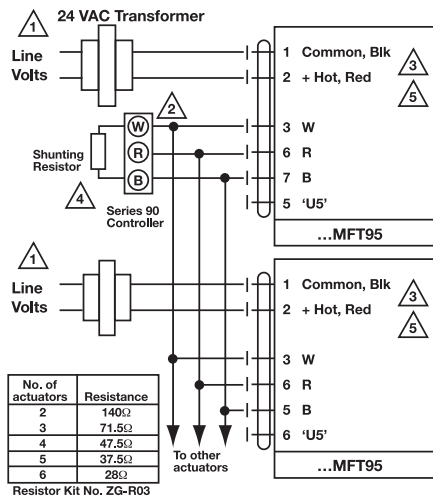 1
24 VAC Transformer
Line
Volts
1 Common, Blk
2 + Hot, Red
3
5
2
W
R
B
3 W
6 R
7 B
5 'U5'
Shunting
Resistor
4
Series 90
Controller
...MFT95
1
Line
Volts
1 Common, Blk
2 + Hot, Red
3
5
3 W
6 R
5 B
6 'U5'
...MFT95
No. of
actuators Resistance
2 140Ω
3 71.5Ω
4 47.5Ω
5 37.5Ω
6 28Ω
Resistor Kit No. ZG-R03
To other
actuators